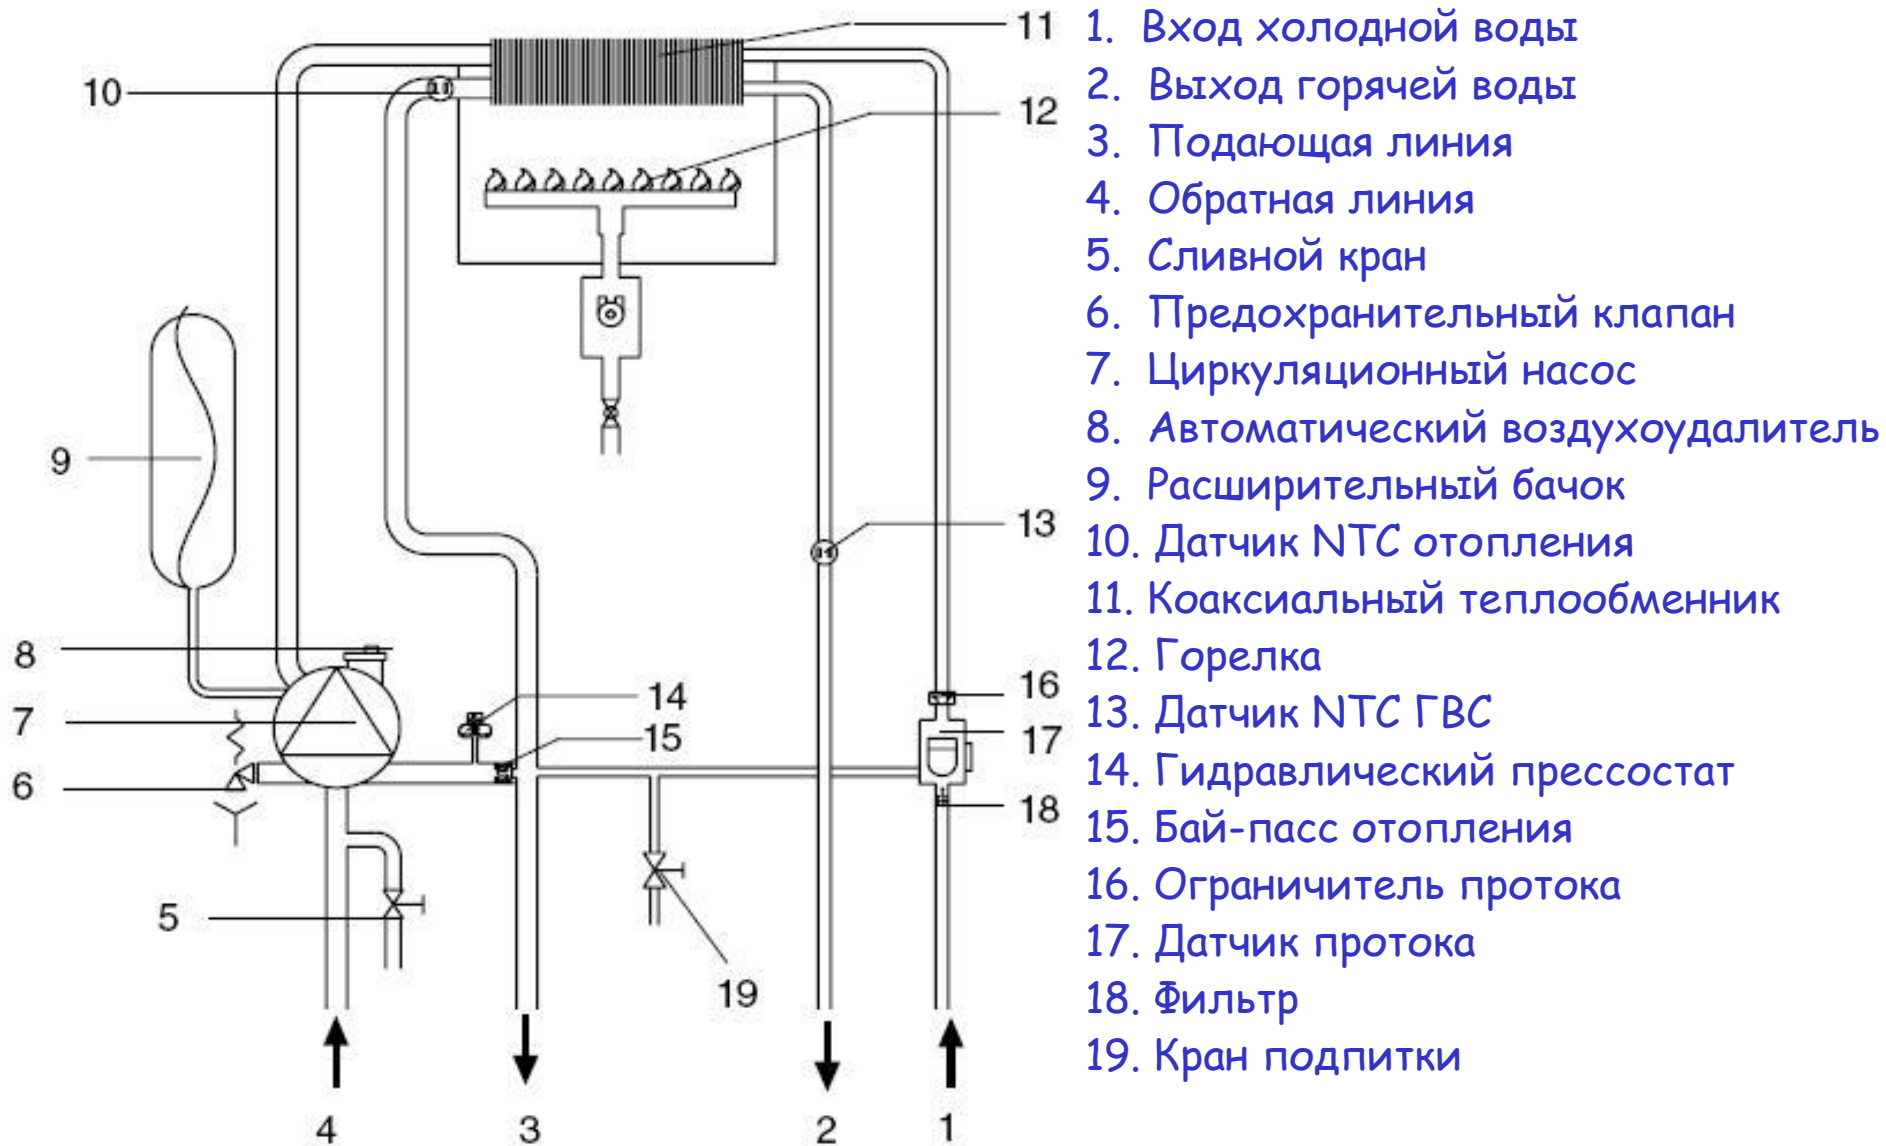 11
10
12
9
13
8
14
16
7
15
17
6
18
5
19
4
3
2
1
1. Вход холодной воды
2. Выход горячей воды
3. Подающая линия
4. Обратная линия
5. Сливной кран
6. Предохранительный клапан
7. Циркуляционный насос
8. Автоматический воздухоудалитель
9. Расширительный бачок
10. Датчик NTC отопления
11. Коаксиальный теплообменник
12. Горелка
13. Датчик NTC ГВС
14. Гидравлический прессостат
15. Бай-пасс отопления
16. Ограничитель протока
17. Датчик протока
18. Фильтр
19. Кран подпитки